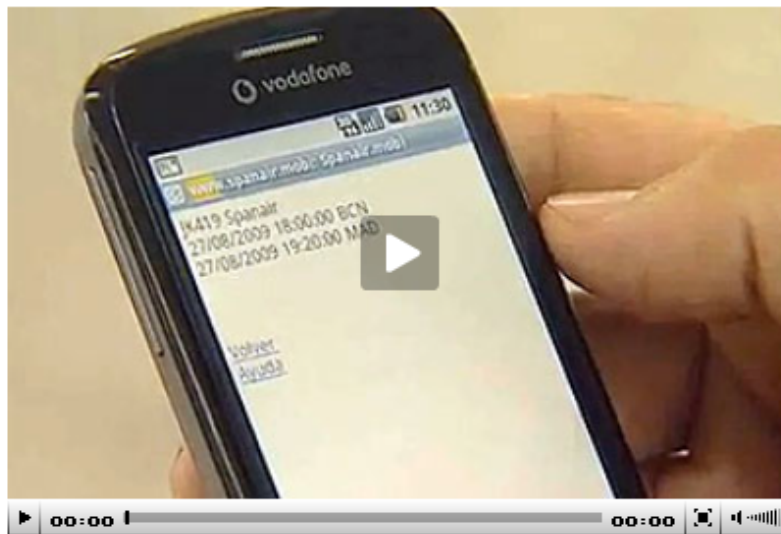 vodafone
11:30
www.spanair.mobi: Spanair.mobi
JK419 Spanair
27/08/2009 18:00:00 BCN
27/08/2009 19:20:00 MAD
Volver
Ayuda
00:00 00:00